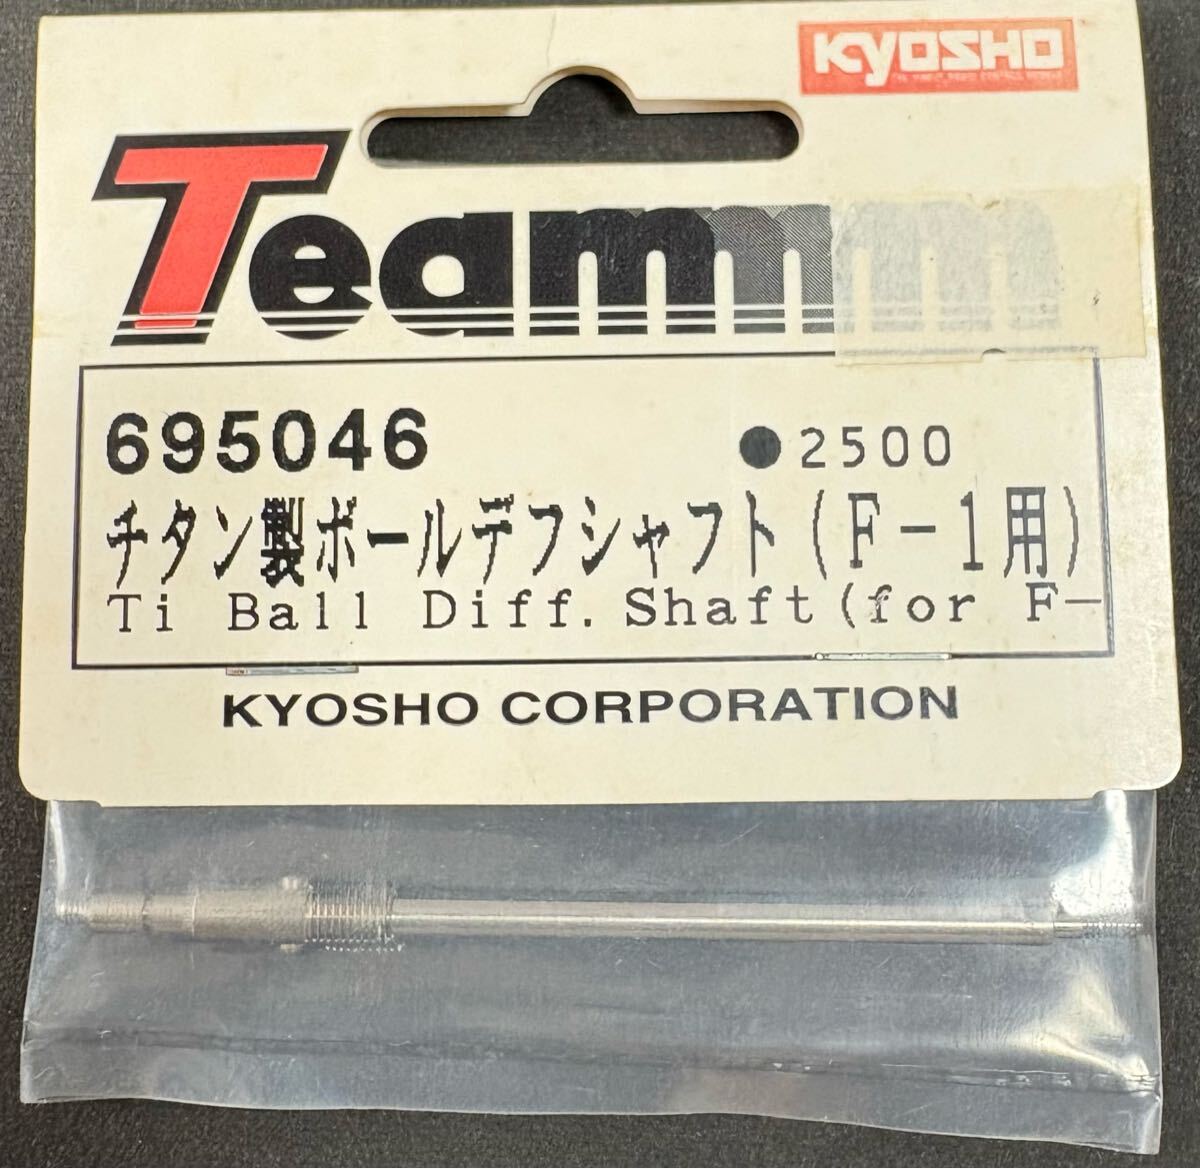 KYOSHO
Teammm
695046 ●2500
チタン製ボールデフシャフト(F-1用)
Ti Ball Diff. Shaft(for F-
KYOSHO CORPORATION